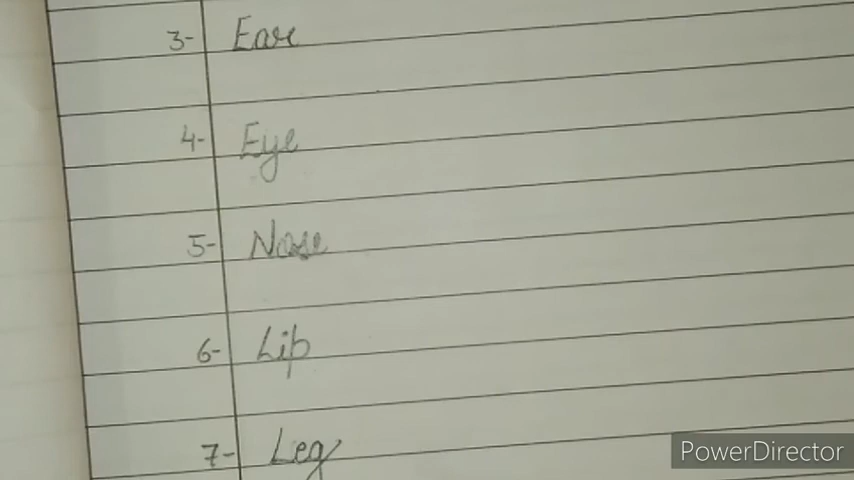 3- Ear
4- Eye
5- Nose
6- Lip
7- Leg
PowerDirector